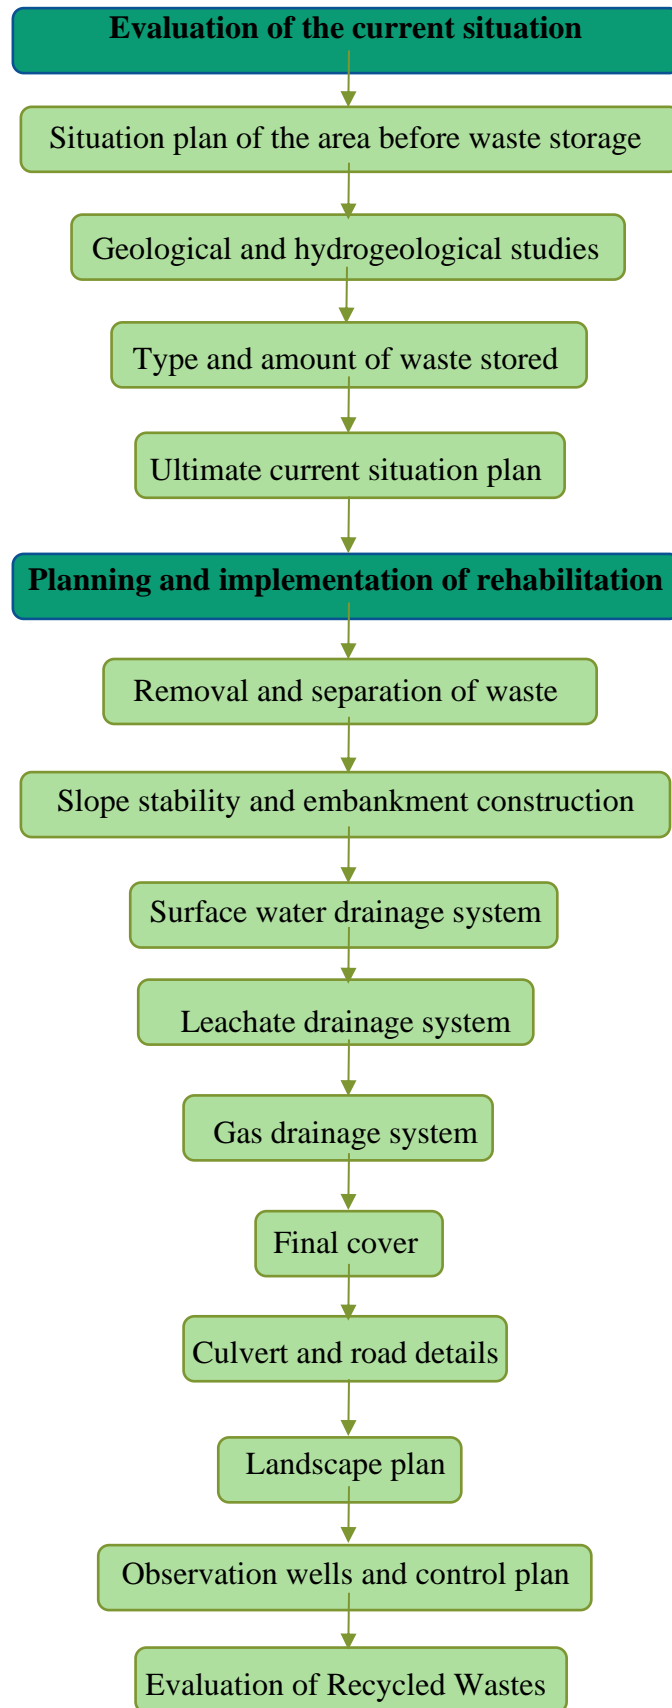 Evaluation of the current situation
Situation plan of the area before waste storage
Geological and hydrogeological studies
Type and amount of waste stored
Ultimate current situation plan
Planning and implementation of rehabilitation
Removal and separation of waste
Slope stability and embankment construction
Surface water drainage system
Leachate drainage system
Gas drainage system
Final cover
Culvert and road details
Landscape plan
Observation wells and control plan
Evaluation of Recycled Wastes